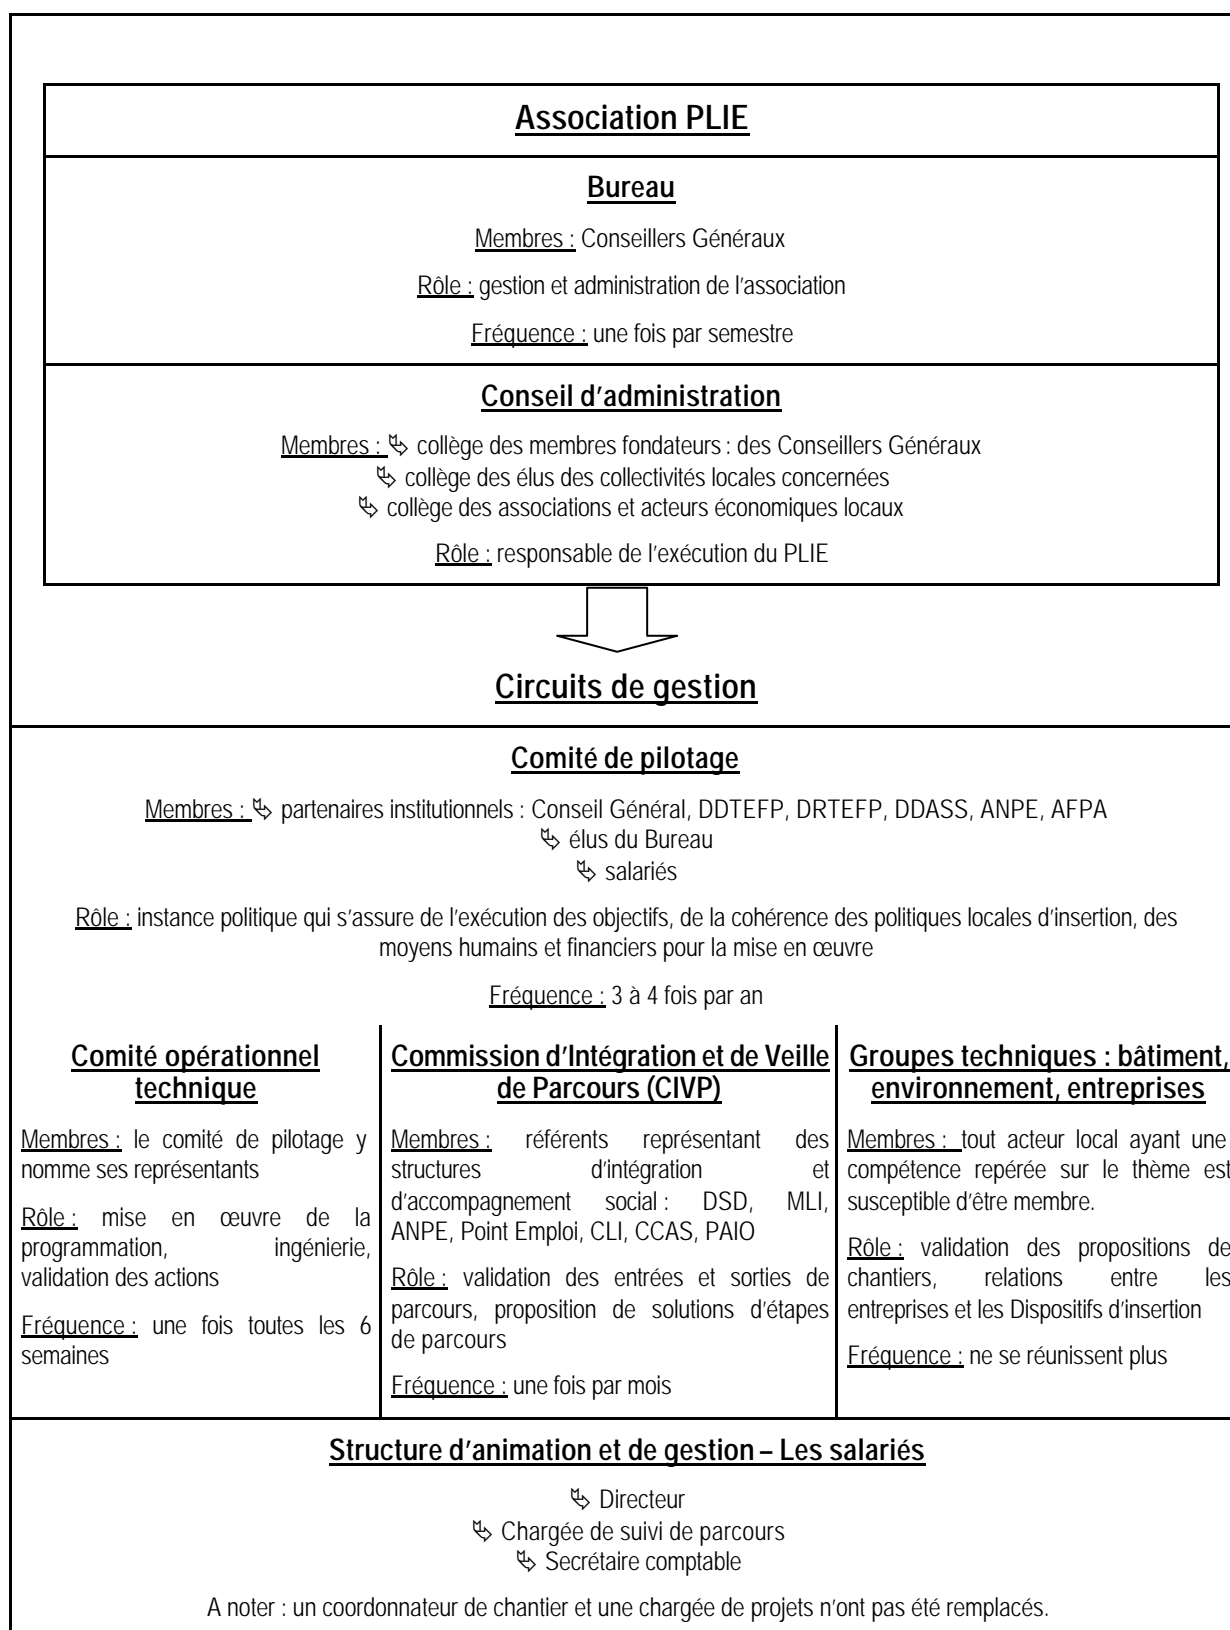 Association PLIE
Bureau
Membres : Conseillers Généraux
Rôle : gestion et administration de l'association
Fréquence : une fois par semestre
Conseil d'administration
Membres : collège des membres fondateurs : des Conseillers Généraux
collège des élus des collectivités locales concernées
collège des associations et acteurs économiques locaux
Rôle : responsable de l'exécution du PLIE
Circuits de gestion
Comité de pilotage
Membres : partenaires institutionnels : Conseil Général, DDTEFP, DRTEFP, DDASS, ANPE, AFPA
élus du Bureau
salariés
Rôle : instance politique qui s'assure de l'exécution des objectifs, de la cohérence des politiques locales d'insertion, des
moyens humains et financiers pour la mise en œuvre
Fréquence : 3 à 4 fois par an
Comité opérationnel
technique
Membres : le comité de pilotage y
nomme ses représentants
Rôle : mise en œuvre de la
programmation, ingénierie,
validation des actions
Fréquence : une fois toutes les 6
semaines
Commission d'Intégration et de Veille
de Parcours (CIVP)
Membres : référents représentant des
structures d'intégration et
d'accompagnement social : DSD, MLI,
ANPE, Point Emploi, CLI, CCAS, PAIO
Rôle : validation des entrées et sorties de
parcours, proposition de solutions d'étapes
de parcours
Fréquence : une fois par mois
Groupes techniques : bâtiment,
environnement, entreprises
Membres : tout acteur local ayant une
compétence repérée sur le thème est
susceptible d'être membre.
Rôle : validation des propositions de
chantiers, relations entre les
entreprises et les Dispositifs d'insertion
Fréquence : ne se réunissent plus
Structure d'animation et de gestion – Les salariés
Directeur
Chargée de suivi de parcours
Secrétaire comptable
A noter : un coordonnateur de chantier et une chargée de projets n'ont pas été remplacés.